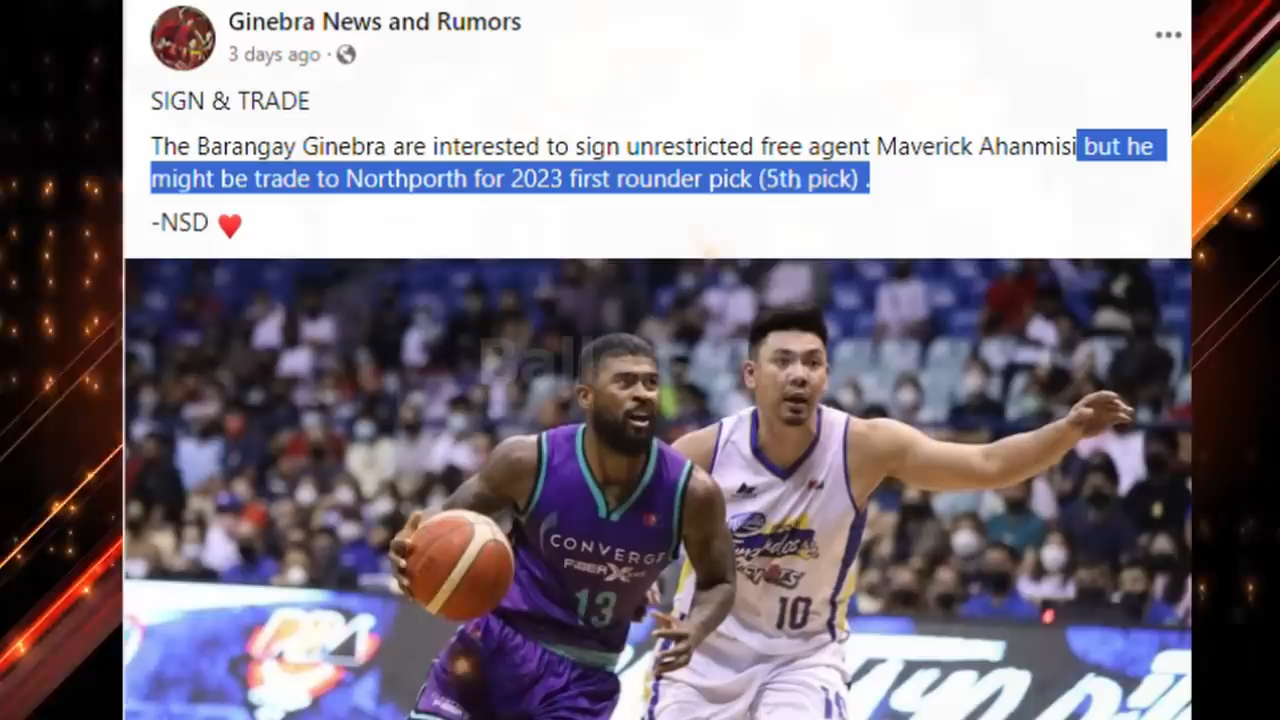 Ginebra News and Rumors
3 days ago ·
SIGN & TRADE
The Barangay Ginebra are interested to sign unrestricted free agent Maverick Ahanmisi but he
might be trade to Northporth for 2023 first rounder pick (5th pick) .
-NSD
CONVERGE
FIBERX
13
10